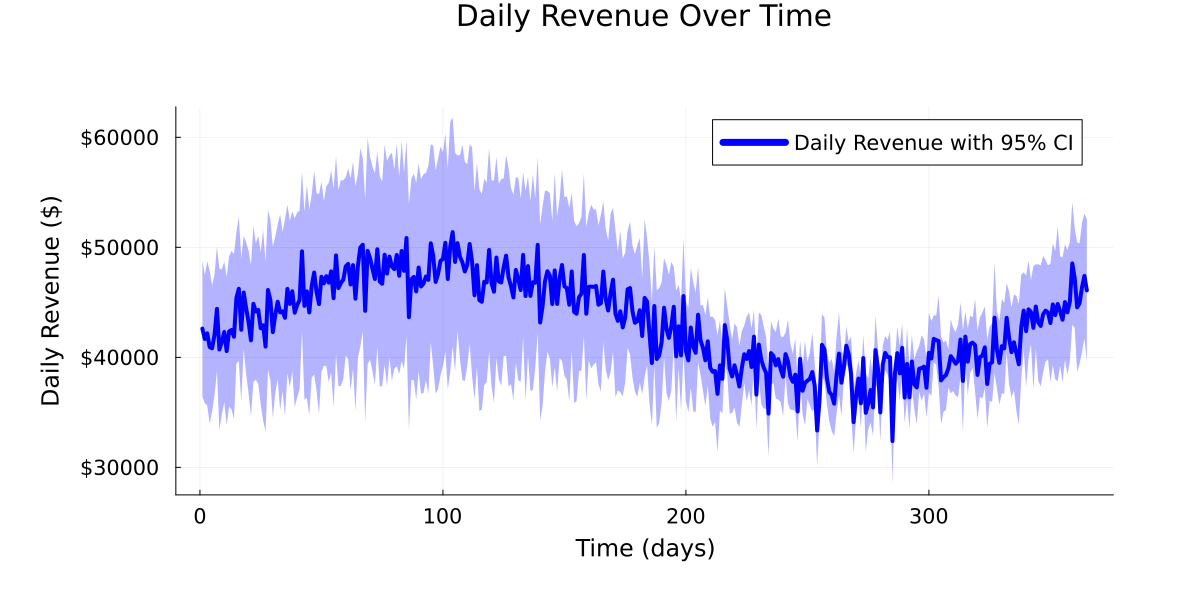 Daily Revenue Over Time
Daily Revenue with 95% CI
Daily Revenue ($)
$60000
$50000
$40000
$30000
0 100 200 300
Time (days)